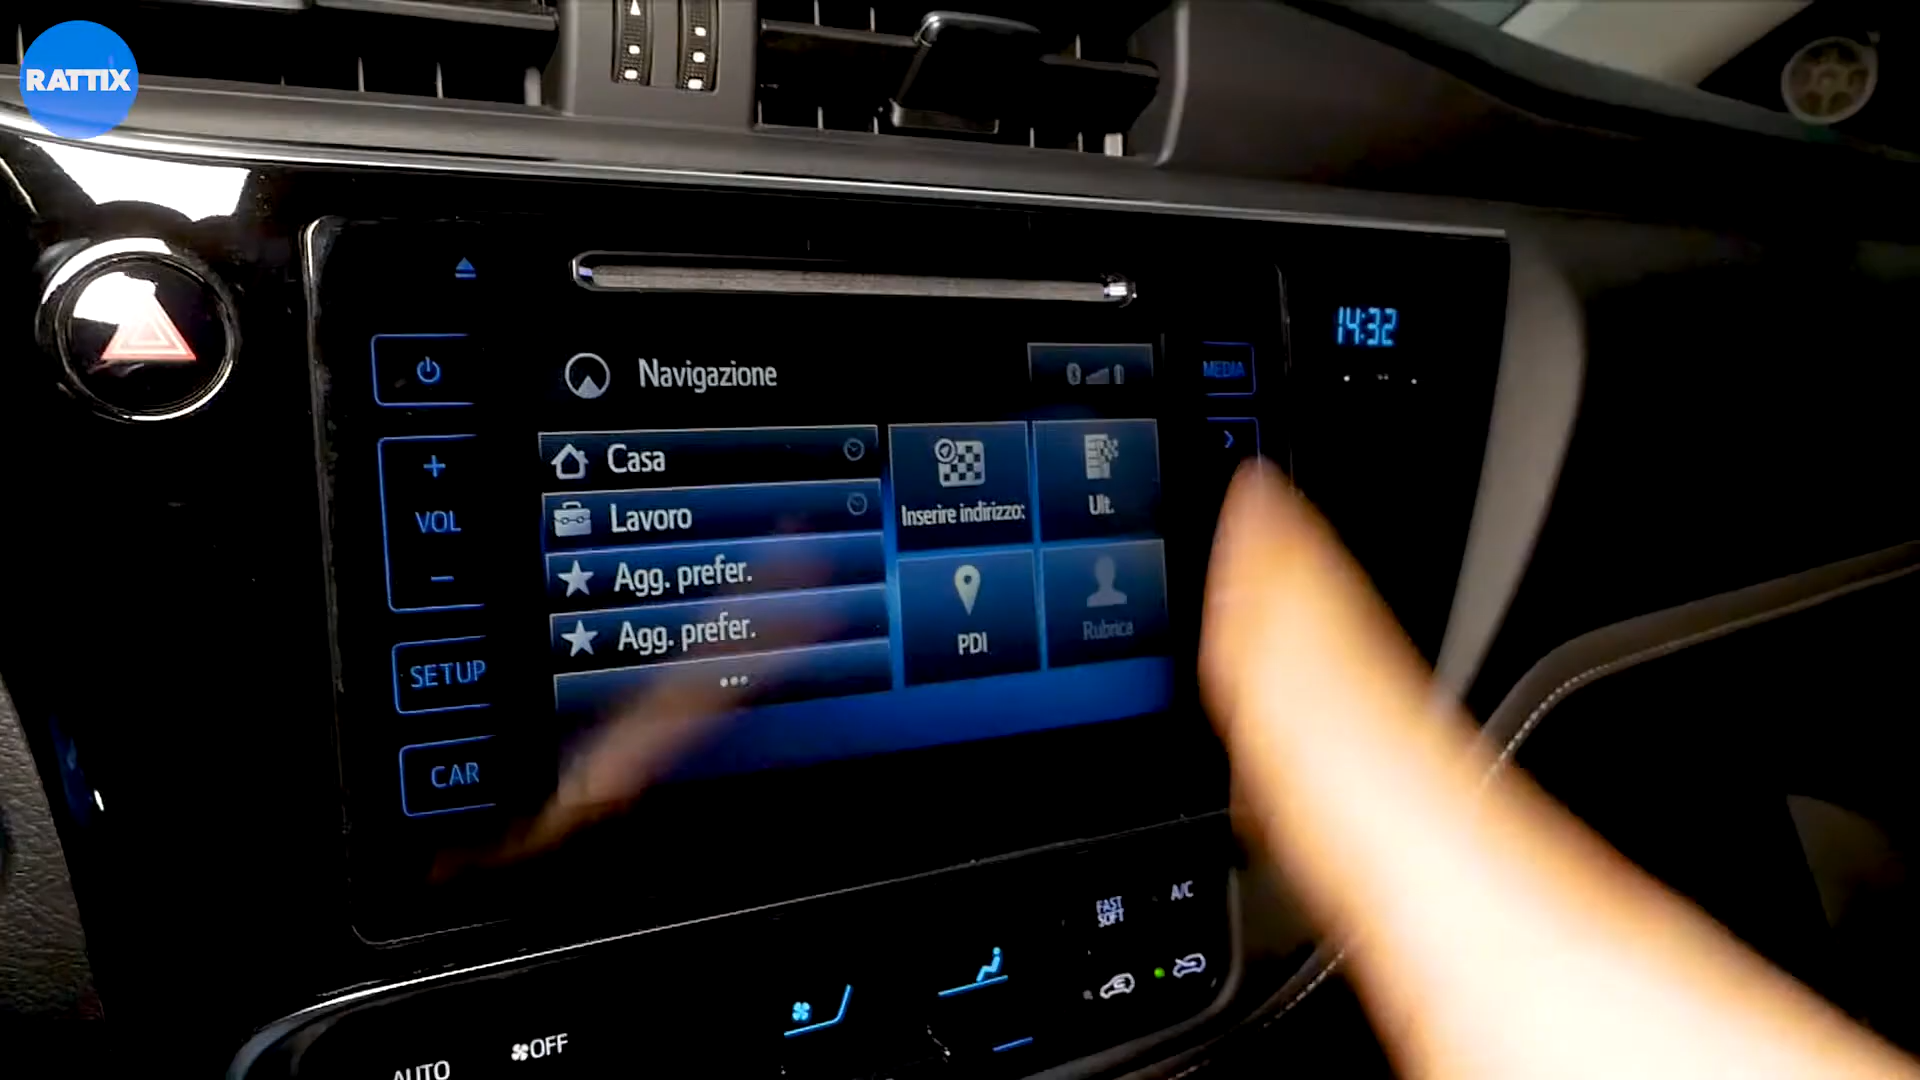 RATTIX
14:32
Navigazione
MEDIA
Casa
Lavoro
Agg. prefer.
Agg. prefer.
...
Inserire indirizzo:
Ult.
PDI
Rubrica
+
VOL
−
SETUP
CAR
FAST
SOFT
A/C
OFF
AUTO